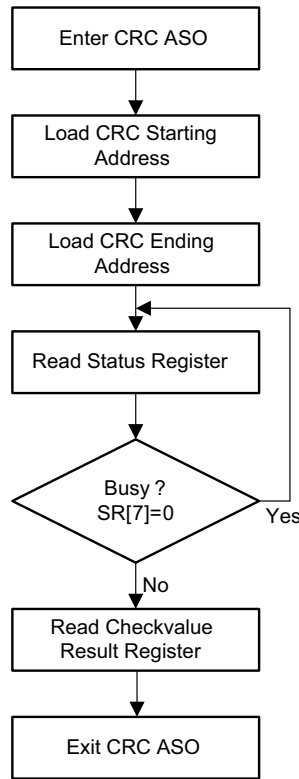 Enter CRC ASO
Load CRC Starting
Address
Load CRC Ending
Address
Read Status Register
Busy ?
SR[7]=0
Yes
No
Read Checkvalue
Result Register
Exit CRC ASO